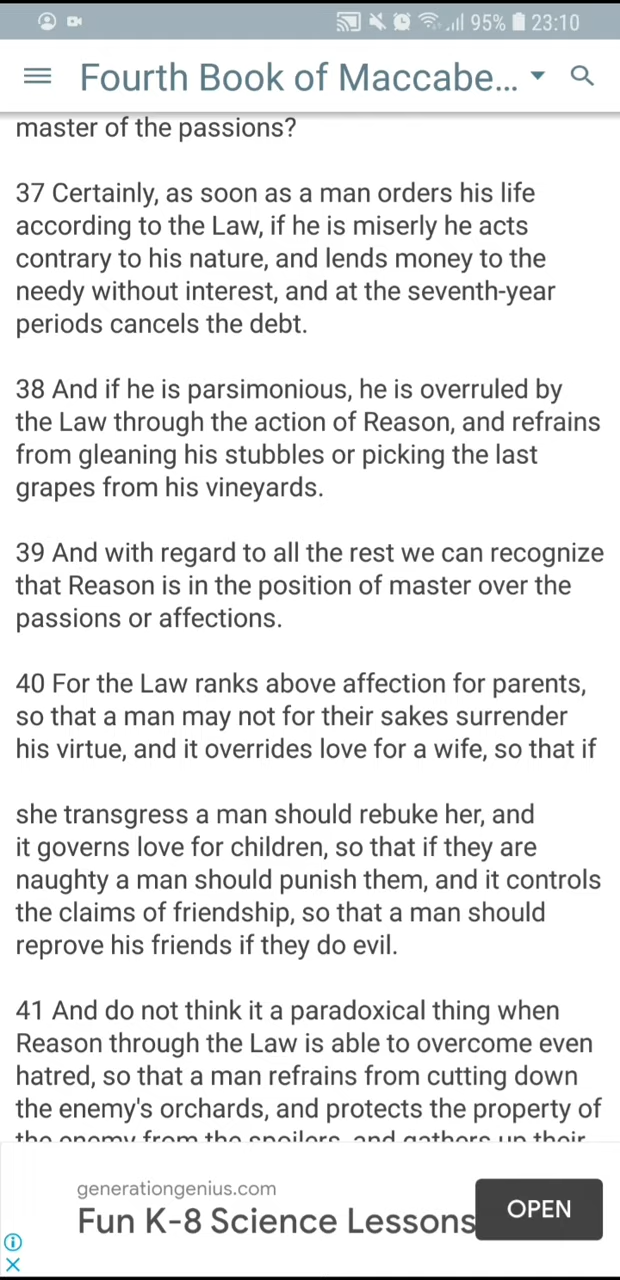 95% 23:10
Fourth Book of Maccabe...
master of the passions?
37 Certainly, as soon as a man orders his life
according to the Law, if he is miserly he acts
contrary to his nature, and lends money to the
needy without interest, and at the seventh-year
periods cancels the debt.
38 And if he is parsimonious, he is overruled by
the Law through the action of Reason, and refrains
from gleaning his stubbles or picking the last
grapes from his vineyards.
39 And with regard to all the rest we can recognize
that Reason is in the position of master over the
passions or affections.
40 For the Law ranks above affection for parents,
so that a man may not for their sakes surrender
his virtue, and it overrides love for a wife, so that if
she transgress a man should rebuke her, and
it governs love for children, so that if they are
naughty a man should punish them, and it controls
the claims of friendship, so that a man should
reprove his friends if they do evil.
41 And do not think it a paradoxical thing when
Reason through the Law is able to overcome even
hatred, so that a man refrains from cutting down
the enemy's orchards, and protects the property of
the enemy from the spoilers, and gathers up their
generationgenius.com
Fun K-8 Science Lessons
OPEN